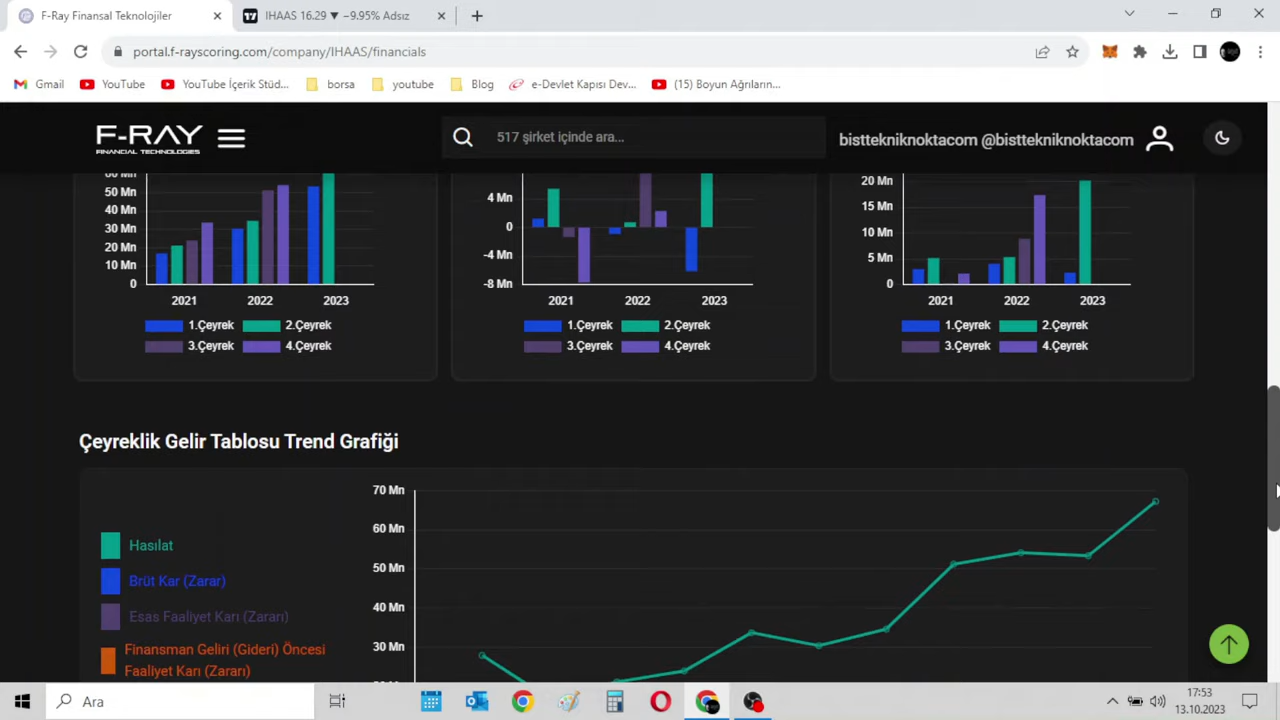 F-Ray Finansal Teknolojiler
IHAAS 16.29 ▼ −9.95% Adsız
portal.f-rayscoring.com/company/IHAAS/financials
Gmail YouTube YouTube İçerik Stüd... borsa youtube Blog e-Devlet Kapısı Dev... (15) Boyun Ağrıların...
F-RAY
FINANCIAL TECHNOLOGIES
517 şirket içinde ara...
bisttekniknoktacom @bisttekniknoktacom
60 Mn
50 Mn
40 Mn
30 Mn
20 Mn
10 Mn
0
2021 2022 2023
1.Çeyrek 2.Çeyrek
3.Çeyrek 4.Çeyrek
4 Mn
0
-4 Mn
-8 Mn
2021 2022 2023
1.Çeyrek 2.Çeyrek
3.Çeyrek 4.Çeyrek
20 Mn
15 Mn
10 Mn
5 Mn
0
2021 2022 2023
1.Çeyrek 2.Çeyrek
3.Çeyrek 4.Çeyrek
Çeyreklik Gelir Tablosu Trend Grafiği
Hasılat
Brüt Kar (Zarar)
Esas Faaliyet Karı (Zararı)
Finansman Geliri (Gideri) Öncesi
Faaliyet Karı (Zararı)
70 Mn
60 Mn
50 Mn
40 Mn
30 Mn
Ara
17:53
13.10.2023